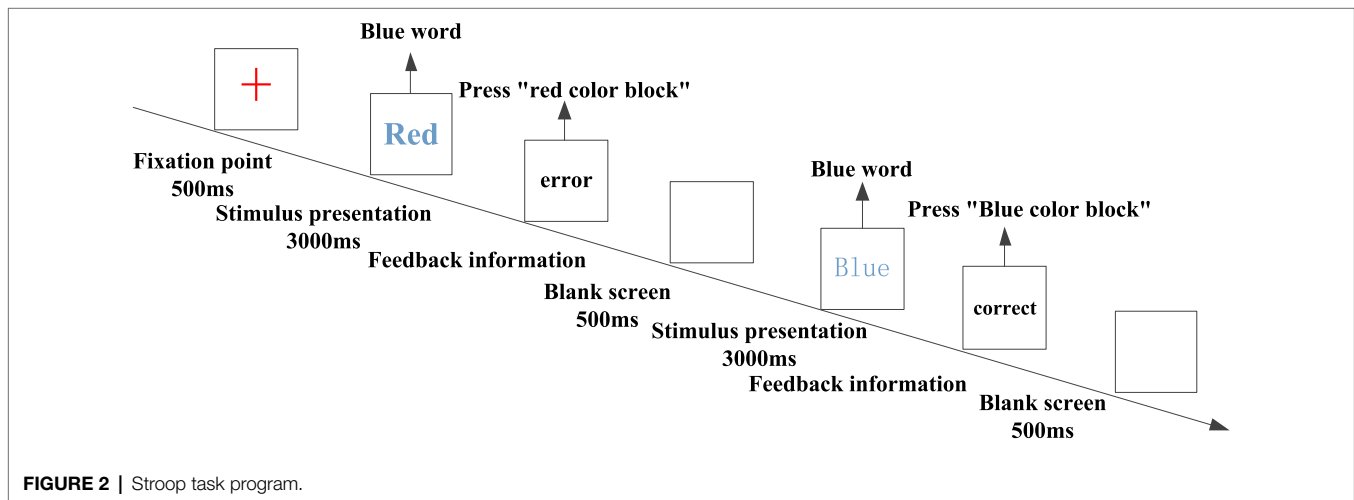 Blue word
Press "red color block"
Red
error
Fixation point
500ms
Stimulus presentation
3000ms
Feedback information
Blank screen
500ms
Blue word
Press "Blue color block"
Blue
correct
Stimulus presentation
3000ms
Feedback information
Blank screen
500ms
FIGURE 2 | Stroop task program.